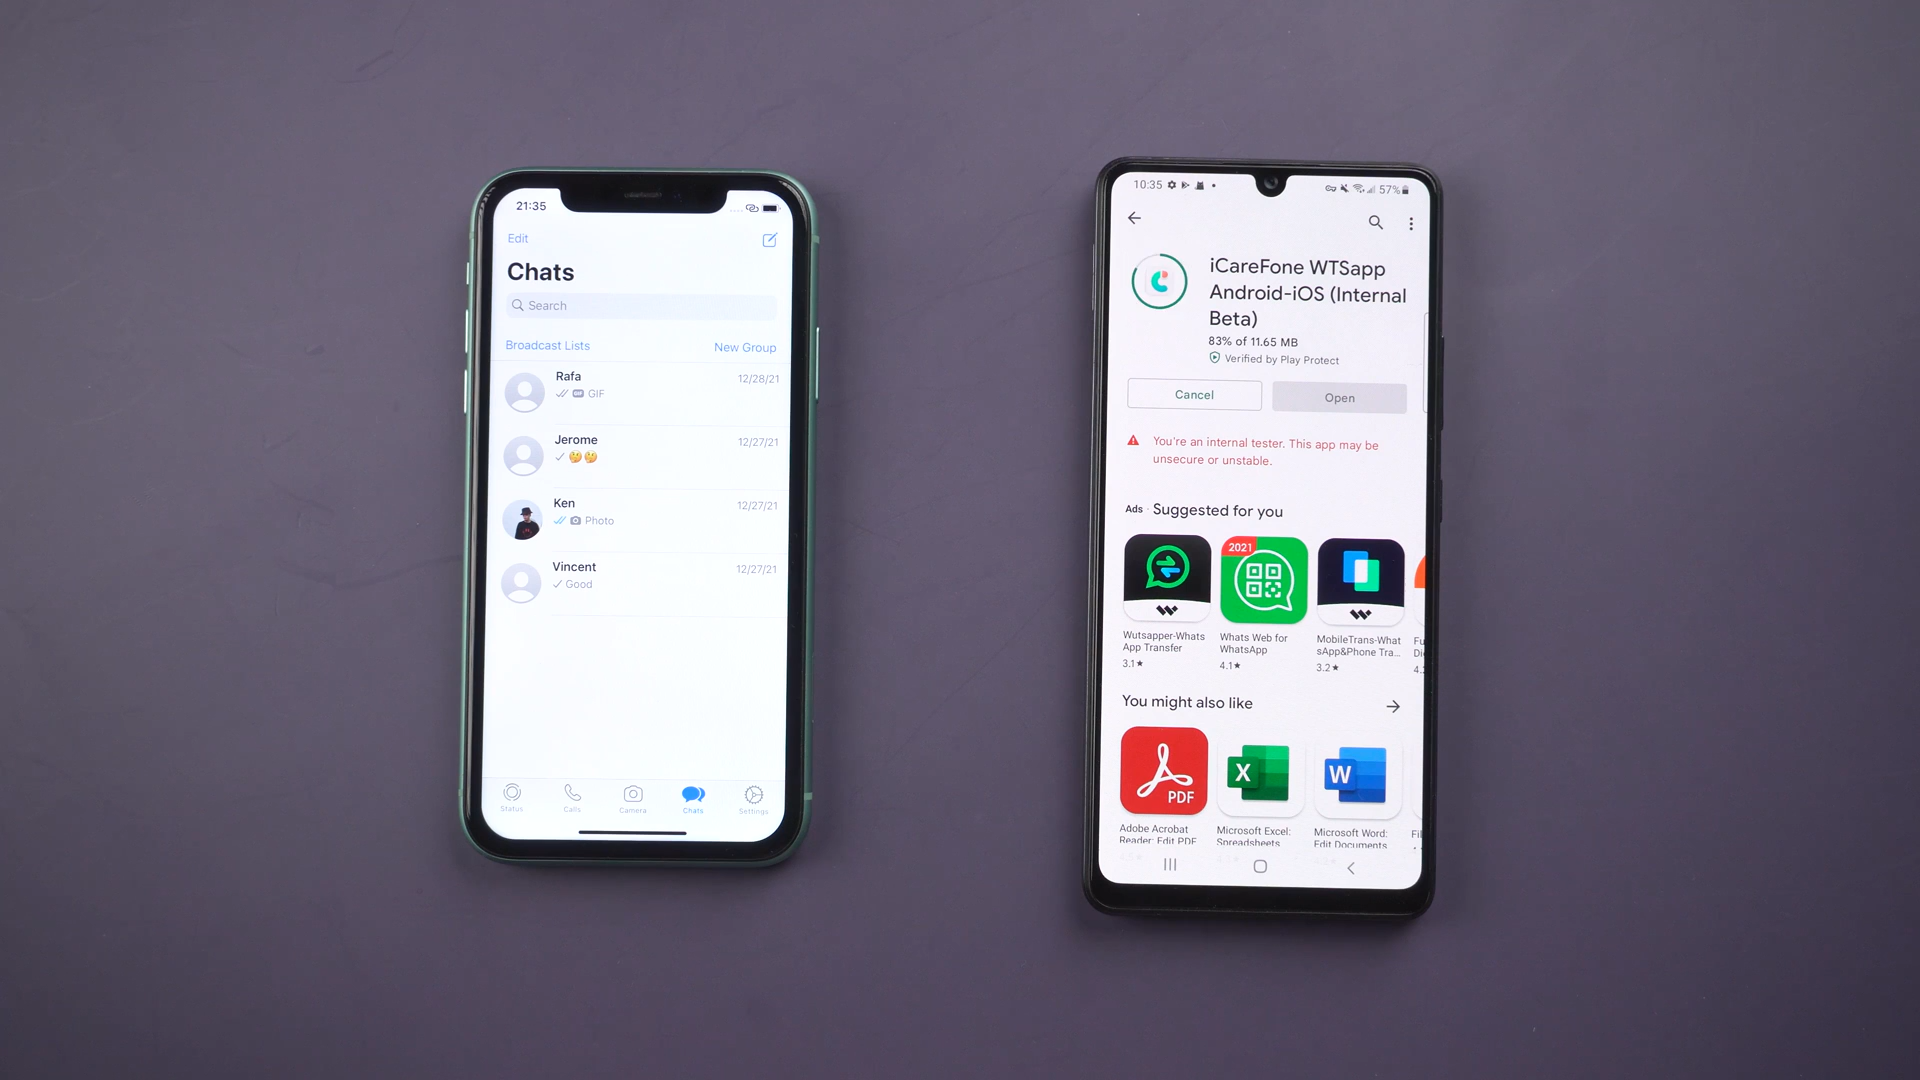 21:35
Edit
Chats
Search
Broadcast Lists
New Group
Rafa
12/28/21
GIF GIF
Jerome
12/27/21
Ken
12/27/21
Photo
Vincent
12/27/21
Good
Status
Calls
Camera
Chats
Settings
10:35
57%
iCareFone WTSapp
Android-iOS (Internal
Beta)
83% of 11.65 MB
Verified by Play Protect
Cancel
Open
You're an internal tester. This app may be
unsecure or unstable.
Ads · Suggested for you
2021
Wutsapper-Whats
App Transfer
3.1★
Whats Web for
WhatsApp
4.1★
MobileTrans-What
sApp&Phone Tra...
3.2★
Fu
Di
4.
You might also like
PDF
X
W
Adobe Acrobat
Reader: Edit PDF
Microsoft Excel:
Spreadsheets
Microsoft Word:
Edit Documents
Fil